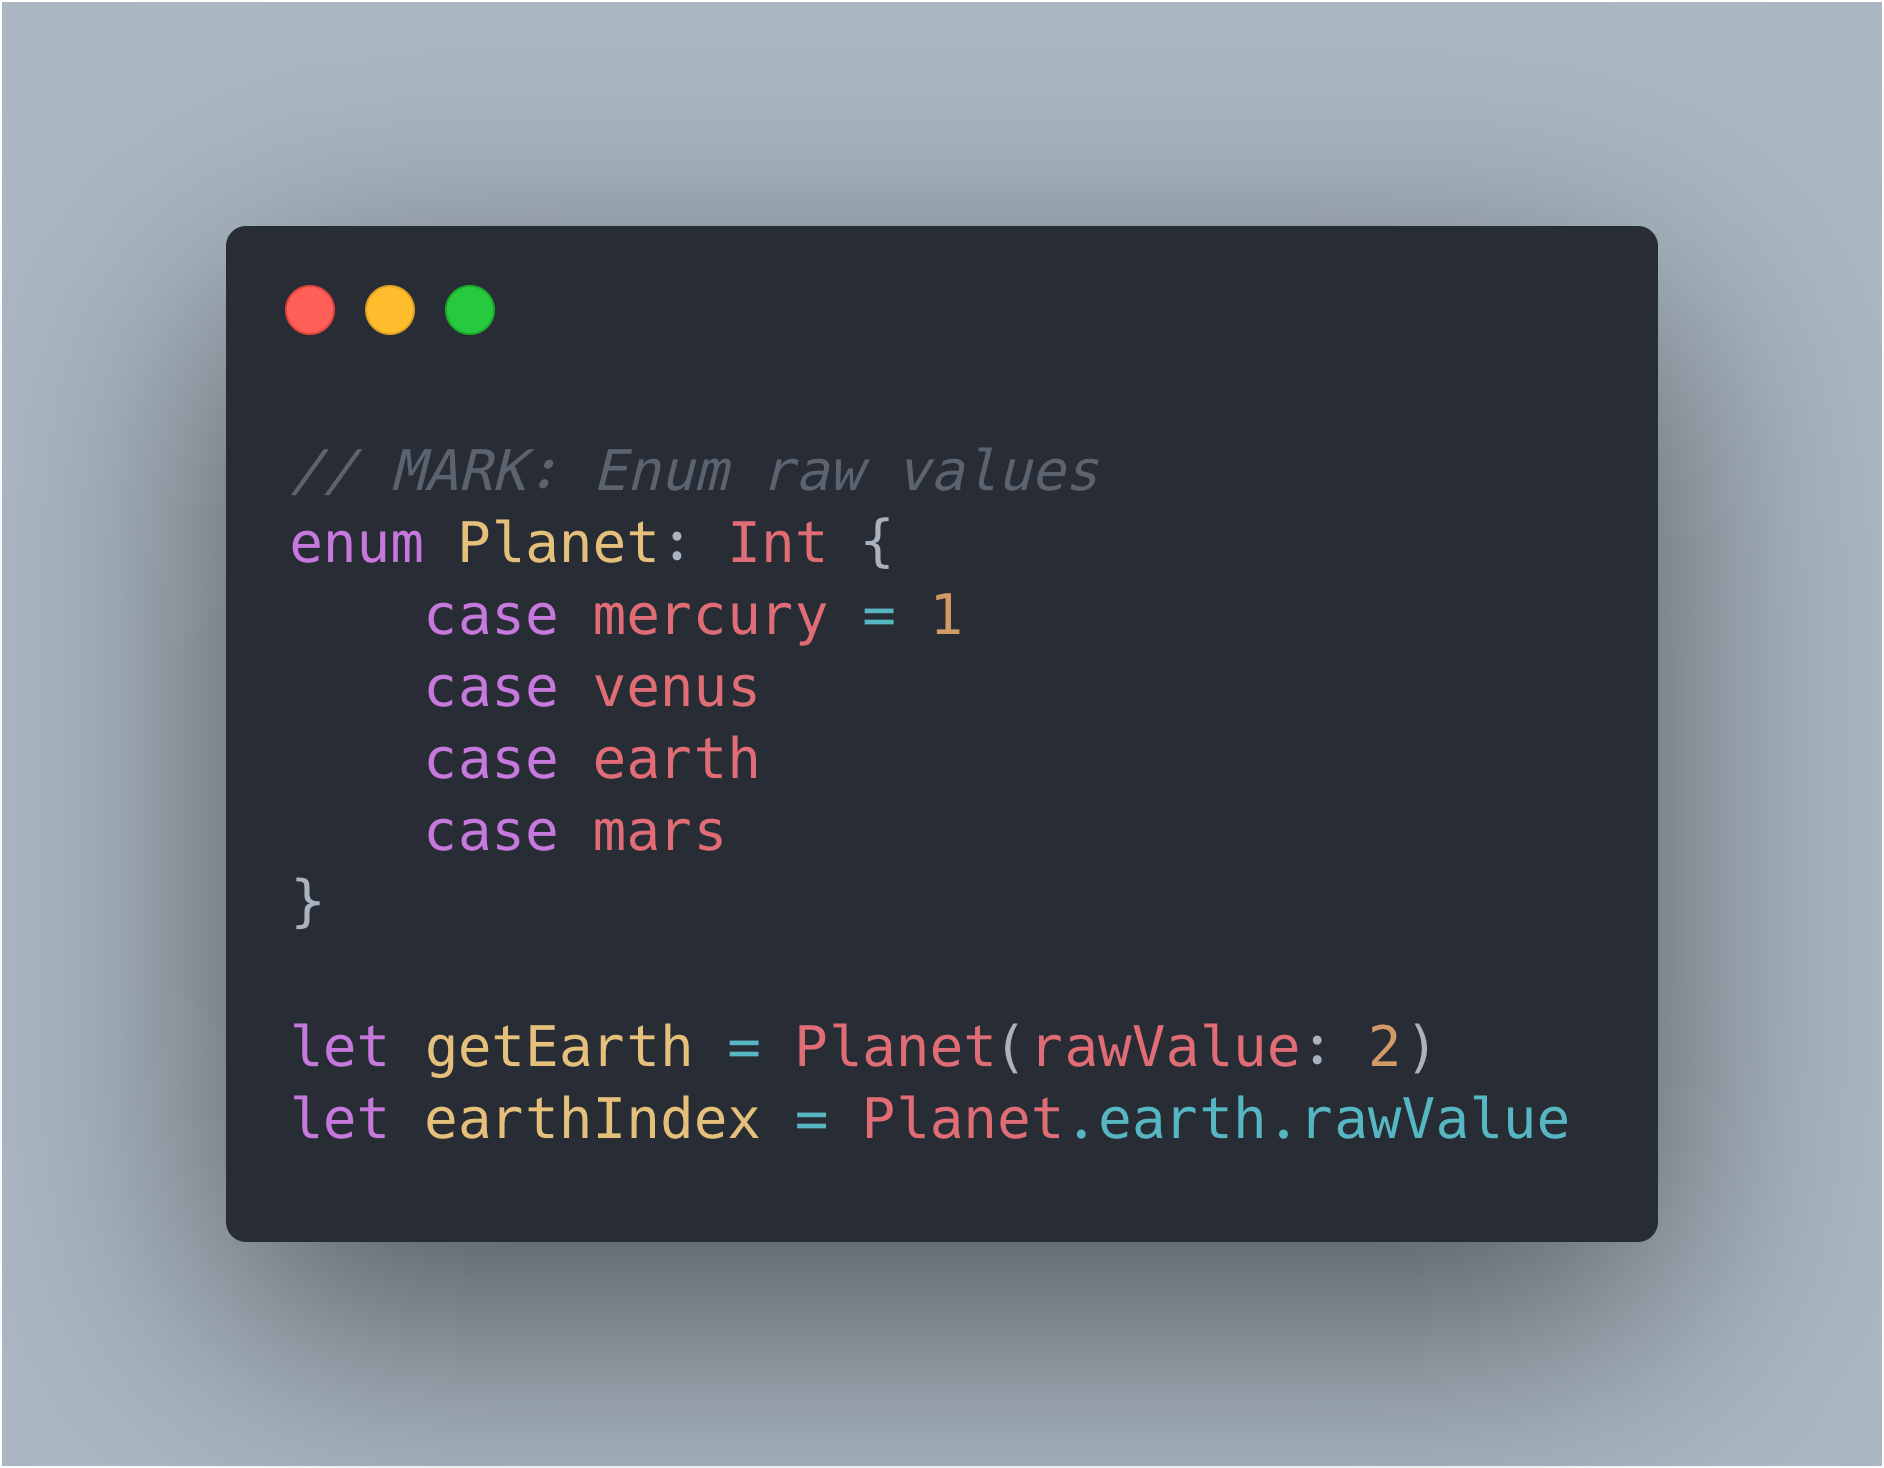 // MARK: Enum raw values
enum Planet: Int {
    case mercury = 1
    case venus
    case earth
    case mars
}
let getEarth = Planet(rawValue: 2)
let earthIndex = Planet.earth.rawValue